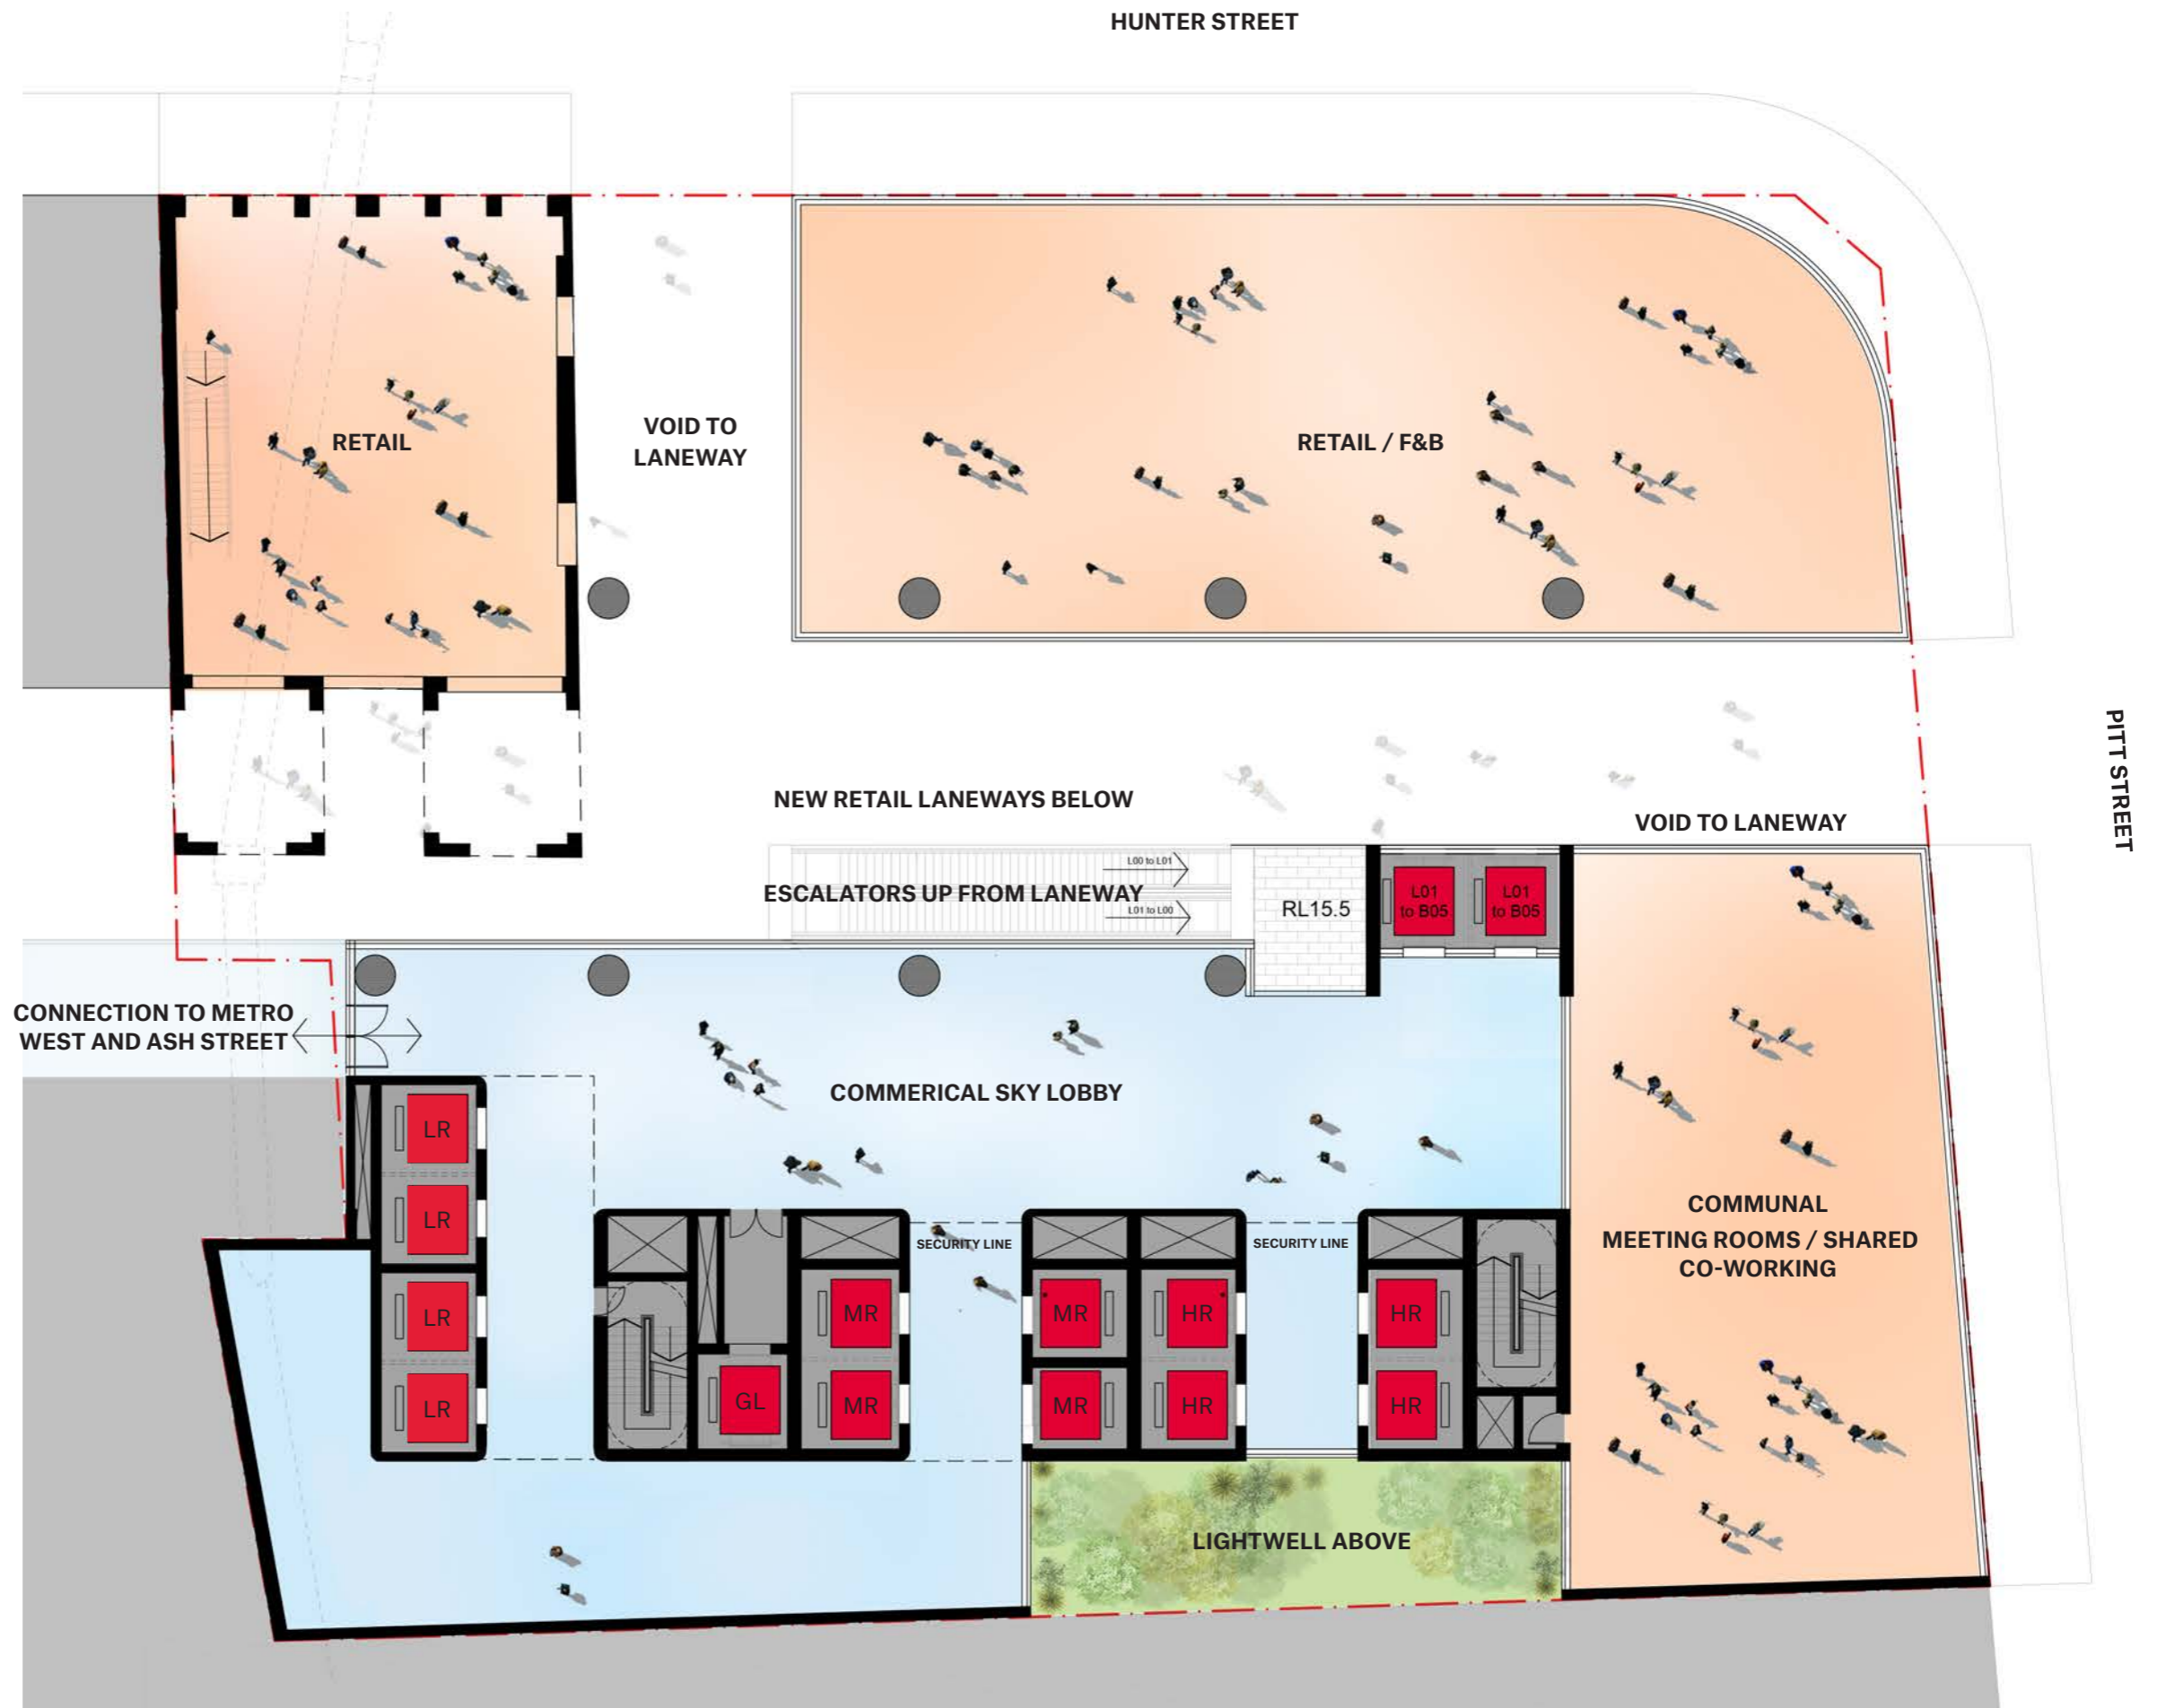 HUNTER STREET
RETAIL
VOID TO
LANEWAY
RETAIL / F&B
PITT STREET
NEW RETAIL LANEWAYS BELOW
VOID TO LANEWAY
L00 to L01
ESCALATORS UP FROM LANEWAY
L01 to L00
RL15.5
L01
to B05
L01
to B05
CONNECTION TO METRO
WEST AND ASH STREET
COMMERICAL SKY LOBBY
LR
LR
LR
LR
SECURITY LINE
SECURITY LINE
COMMUNAL
MEETING ROOMS / SHARED
CO-WORKING
MR
MR
HR
HR
GL
MR
MR
HR
HR
LIGHTWELL ABOVE